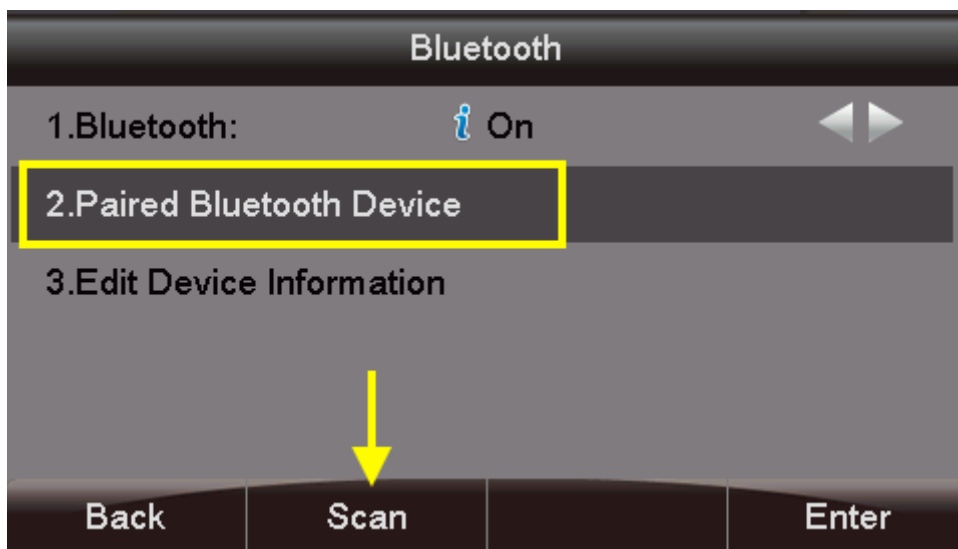 Bluetooth
1.Bluetooth: On
2.Paired Bluetooth Device
3.Edit Device Information
Back Scan Enter